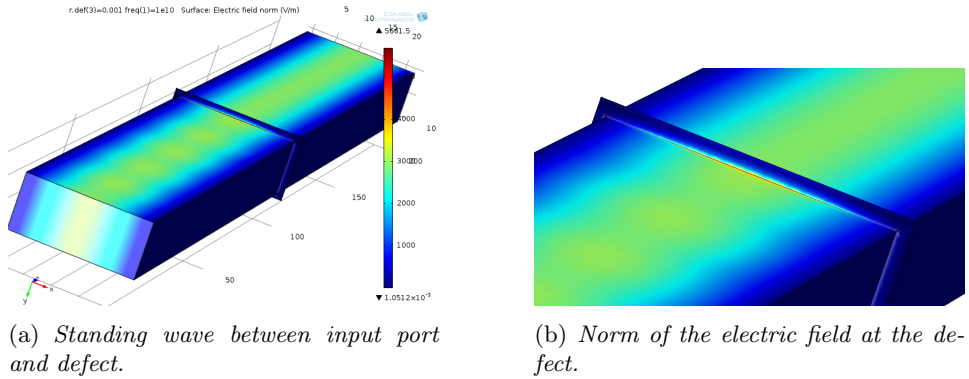 r.def(3)=0.001 freq(1)=1e10 Surface: Electric field norm (V/m)
5
10
15
20
▲ 5681.5
4000
3000
2000
1000
▼ 1.0512×10⁻³
10
150
100
50
y
z
x
(a) Standing wave between input port
and defect.
(b) Norm of the electric field at the de-
fect.